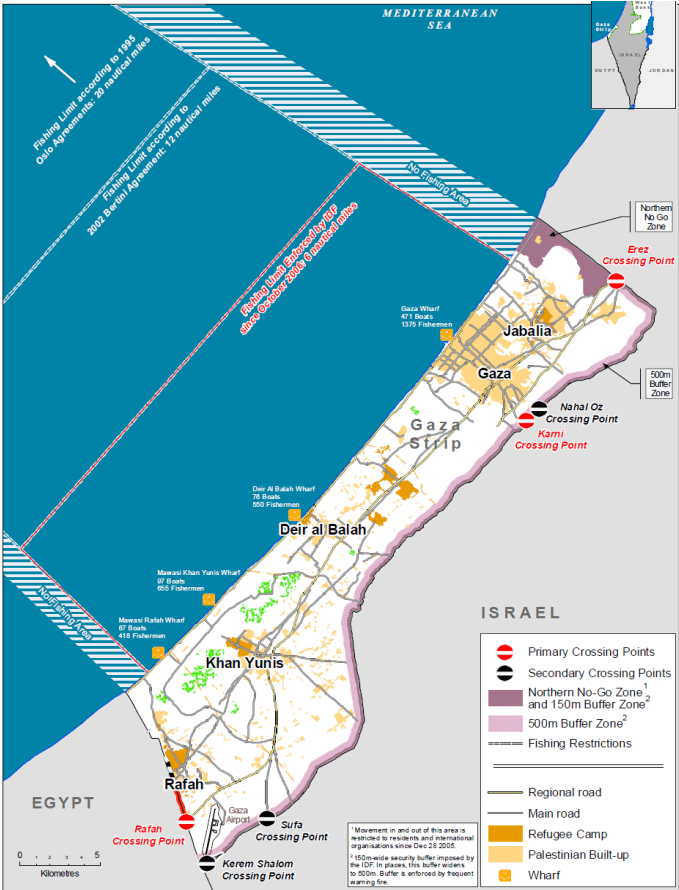 MEDITERRANEAN
SEA
West
Bank
Gaza
Strip
ISRAEL
EGYPT
JORDAN
Fishing Limit according to 1995
Oslo Agreements: 20 nautical miles
Fishing Limit according to
2002 Bertini Agreement: 12 nautical miles
No Fishing Area
Fishing Limit Enforced by IDF
since October 2006: 6 nautical miles
Northern
No Go
Zone
Erez
Crossing Point
Gaza Wharf
471 Boats
1375 Fishermen
Jabalia
Gaza
500m
Buffer
Zone
Nahal Oz
Crossing Point
Karni
Crossing Point
Gaza
Strip
Deir Al Balah Wharf
76 Boats
550 Fishermen
Deir al Balah
Mawasi Khan Yunis Wharf
97 Boats
655 Fishermen
No Fishing Area
Mawasi Rafah Wharf
67 Boats
418 Fishermen
Khan Yunis
ISRAEL
Primary Crossing Points
Secondary Crossing Points
Northern No-Go Zone1
and 150m Buffer Zone2
500m Buffer Zone2
Fishing Restrictions
Regional road
Main road
Refugee Camp
Palestinian Built-up
Wharf
Rafah
EGYPT
Gaza
Airport
Rafah
Crossing Point
Sufa
Crossing Point
Kerem Shalom
Crossing Point
0 5
Kilometres
1 Movement in and out of this area is
restricted to residents and international
organisations since Dec 28 2005.
2 150m-wide security buffer imposed by
the IDF. In places, this buffer widens
to 500m. Buffer is enforced by frequent
warning fire.